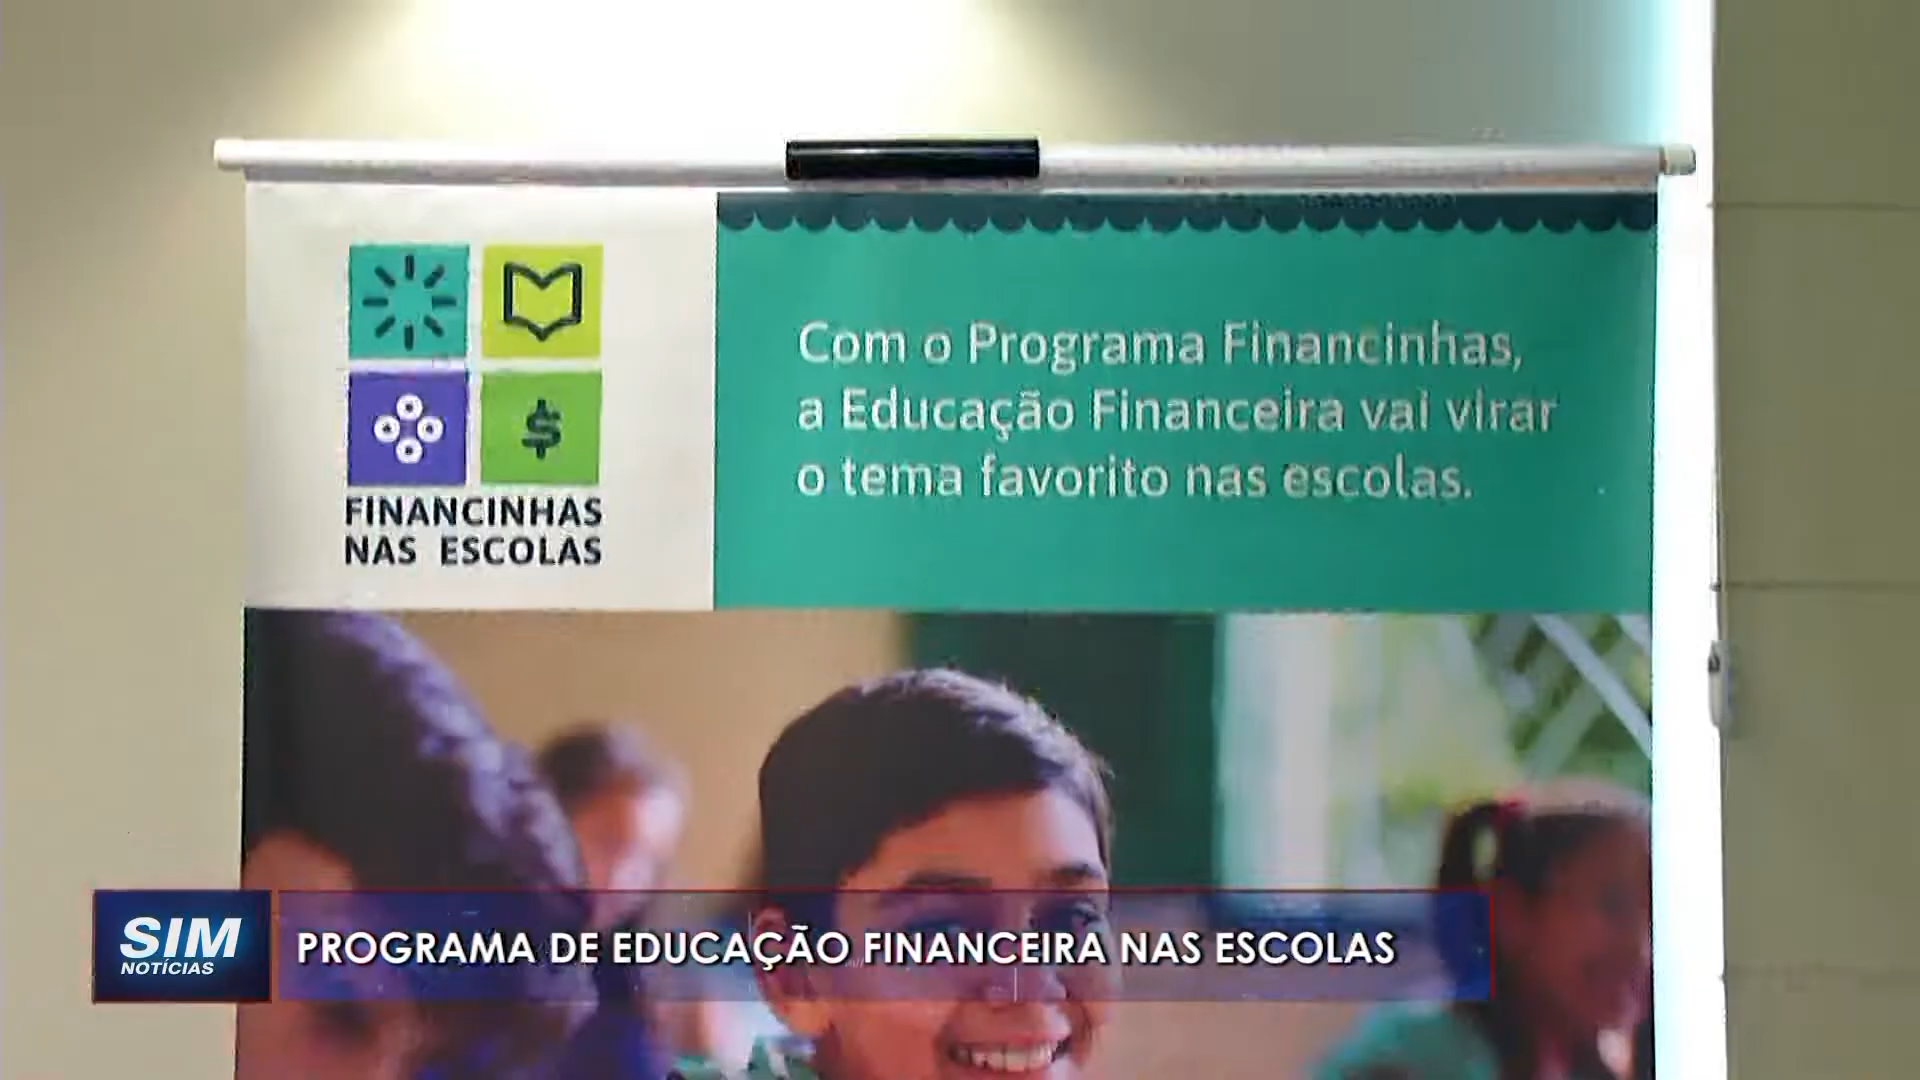 FINANCINHAS
NAS ESCOLAS
Com o Programa Financinhas,
a Educação Financeira vai virar
o tema favorito nas escolas.
SIM
NOTÍCIAS
PROGRAMA DE EDUCAÇÃO FINANCEIRA NAS ESCOLAS